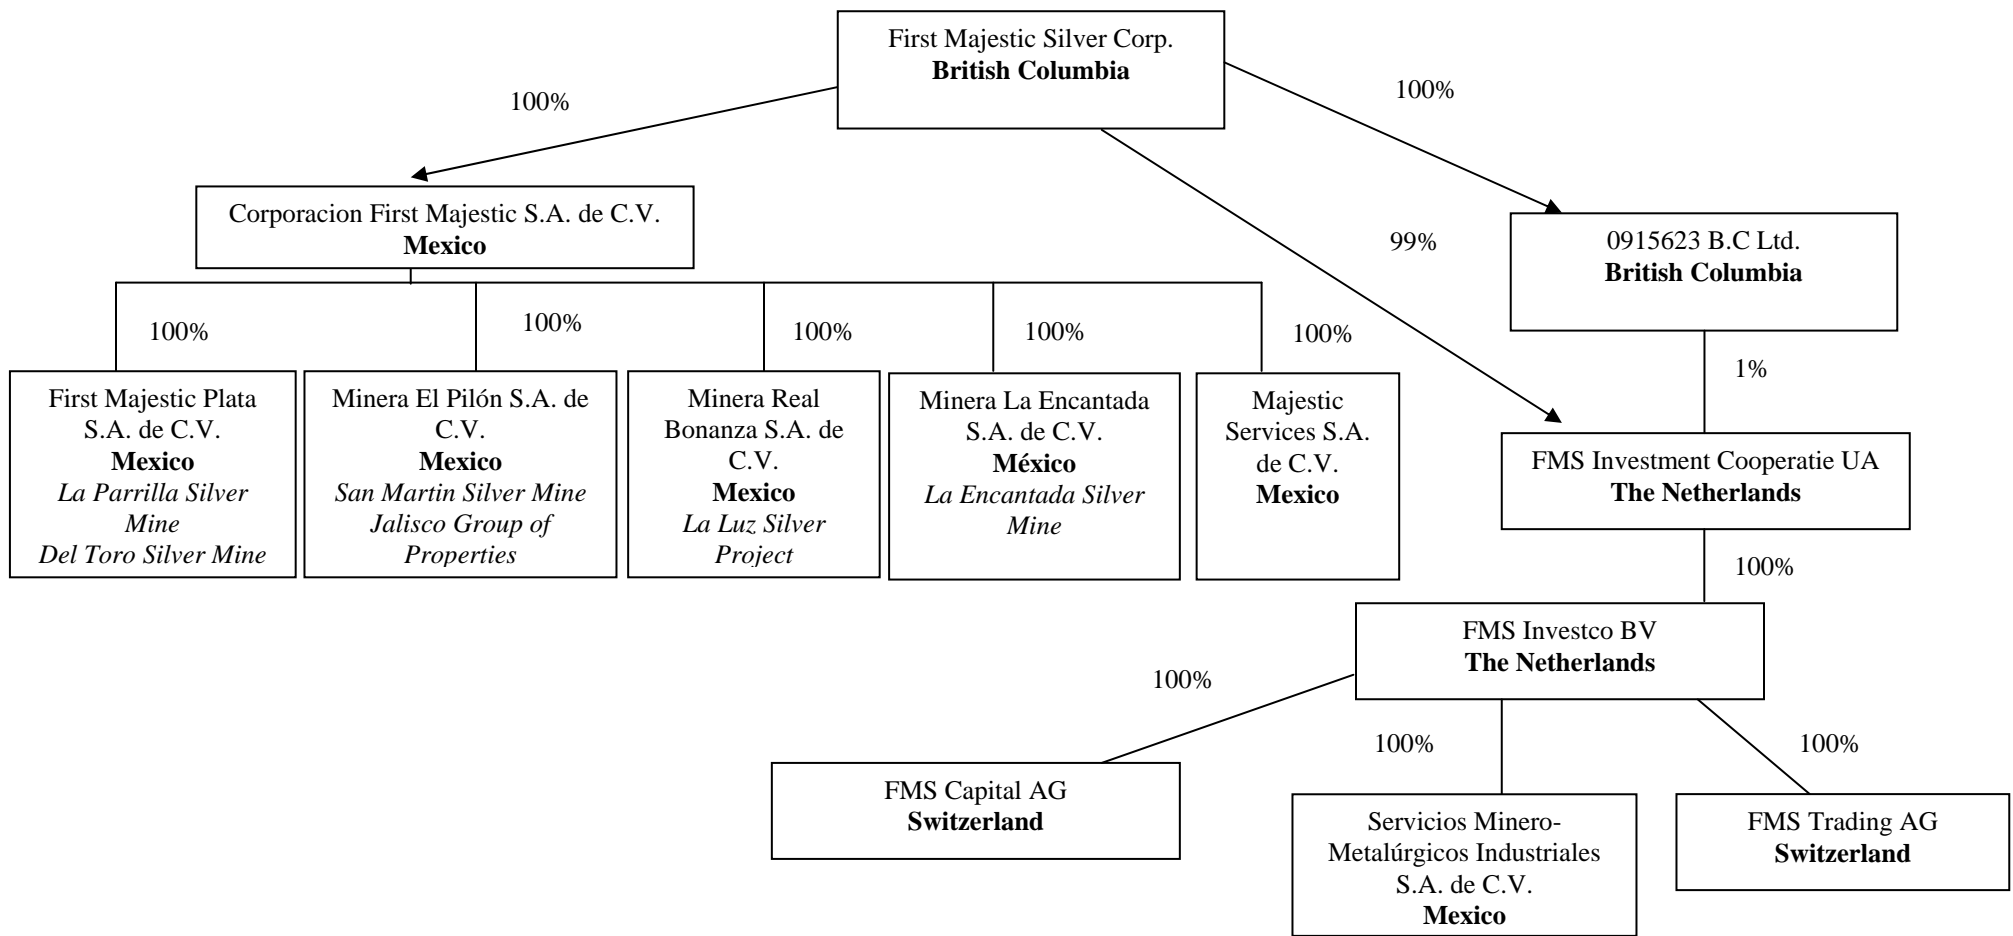 First Majestic Silver Corp.
British Columbia
100%
100%
Corporacion First Majestic S.A. de C.V.
Mexico
99%
0915623 B.C Ltd.
British Columbia
100%
100%
100%
100%
100%
1%
First Majestic Plata
S.A. de C.V.
Mexico
La Parrilla Silver
Mine
Del Toro Silver Mine
Minera El Pilón S.A. de
C.V.
Mexico
San Martin Silver Mine
Jalisco Group of
Properties
Minera Real
Bonanza S.A. de
C.V.
Mexico
La Luz Silver
Project
Minera La Encantada
S.A. de C.V.
México
La Encantada Silver
Mine
Majestic
Services S.A.
de C.V.
Mexico
FMS Investment Cooperatie UA
The Netherlands
100%
FMS Investco BV
The Netherlands
100%
100%
100%
FMS Capital AG
Switzerland
Servicios Minero-
Metalúrgicos Industriales
S.A. de C.V.
Mexico
FMS Trading AG
Switzerland